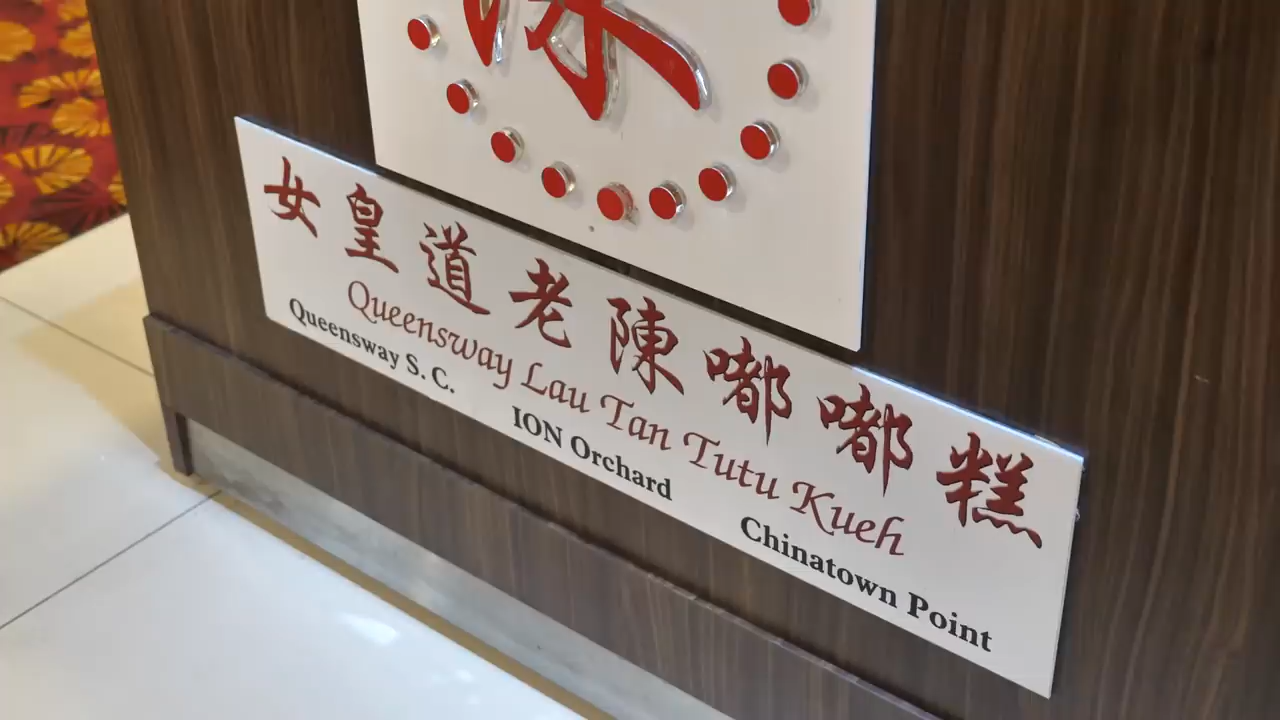 女皇道老陳嘟嘟糕
Queensway Lau Tan Tutu Kueh
Queensway S. C. ION Orchard Chinatown Point